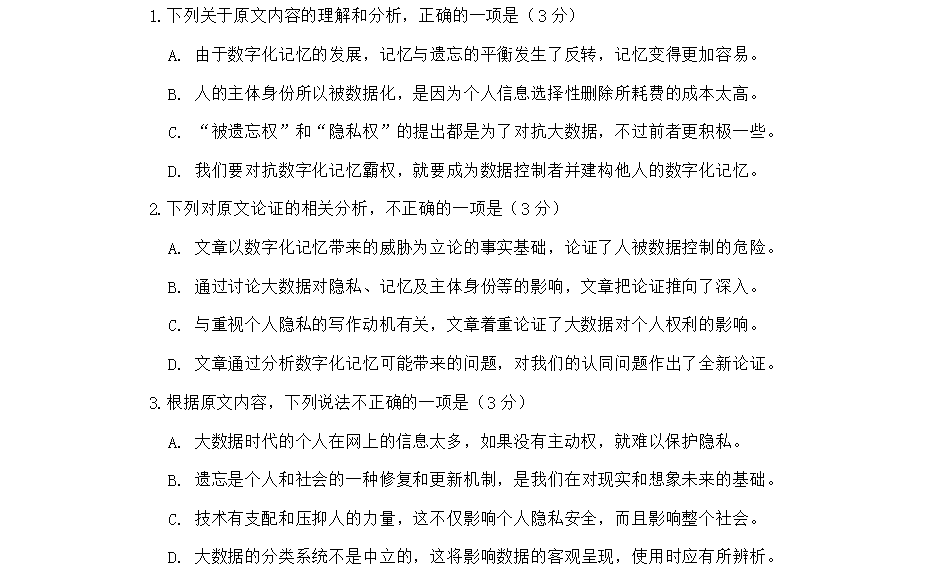 1.下列关于原文内容的理解和分析，正确的一项是（3分）
A. 由于数字化记忆的发展，记忆与遗忘的平衡发生了反转，记忆变得更加容易。
B. 人的主体身份所以被数据化，是因为个人信息选择性删除所耗费的成本太高。
C. “被遗忘权”和“隐私权”的提出都是为了对抗大数据，不过前者更积极一些。
D. 我们要对抗数字化记忆霸权，就要成为数据控制者并建构他人的数字化记忆。
2.下列对原文论证的相关分析，不正确的一项是（3分）
A. 文章以数字化记忆带来的威胁为立论的事实基础，论证了人被数据控制的危险。
B. 通过讨论大数据对隐私、记忆及主体身份等的影响，文章把论证推向了深入。
C. 与重视个人隐私的写作动机有关，文章着重论证了大数据对个人权利的影响。
D. 文章通过分析数字化记忆可能带来的问题，对我们的认同问题作出了全新论证。
3.根据原文内容，下列说法不正确的一项是（3分）
A. 大数据时代的个人在网上的信息太多，如果没有主动权，就难以保护隐私。
B. 遗忘是个人和社会的一种修复和更新机制，是我们在对现实和想象未来的基础。
C. 技术有支配和压抑人的力量，这不仅影响个人隐私安全，而且影响整个社会。
D. 大数据的分类系统不是中立的，这将影响数据的客观呈现，使用时应有所辨析。